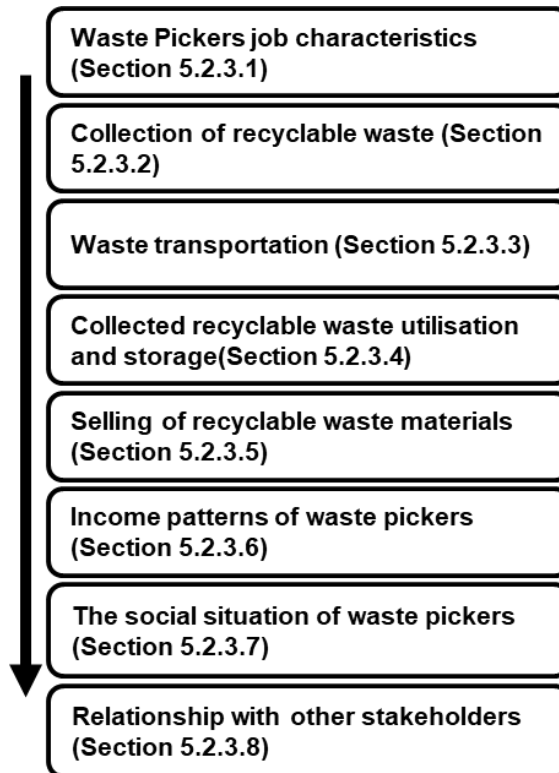 Waste Pickers job characteristics
(Section 5.2.3.1)
Collection of recyclable waste (Section
5.2.3.2)
Waste transportation (Section 5.2.3.3)
Collected recyclable waste utilisation
and storage(Section 5.2.3.4)
Selling of recyclable waste materials
(Section 5.2.3.5)
Income patterns of waste pickers
(Section 5.2.3.6)
The social situation of waste pickers
(Section 5.2.3.7)
Relationship with other stakeholders
(Section 5.2.3.8)